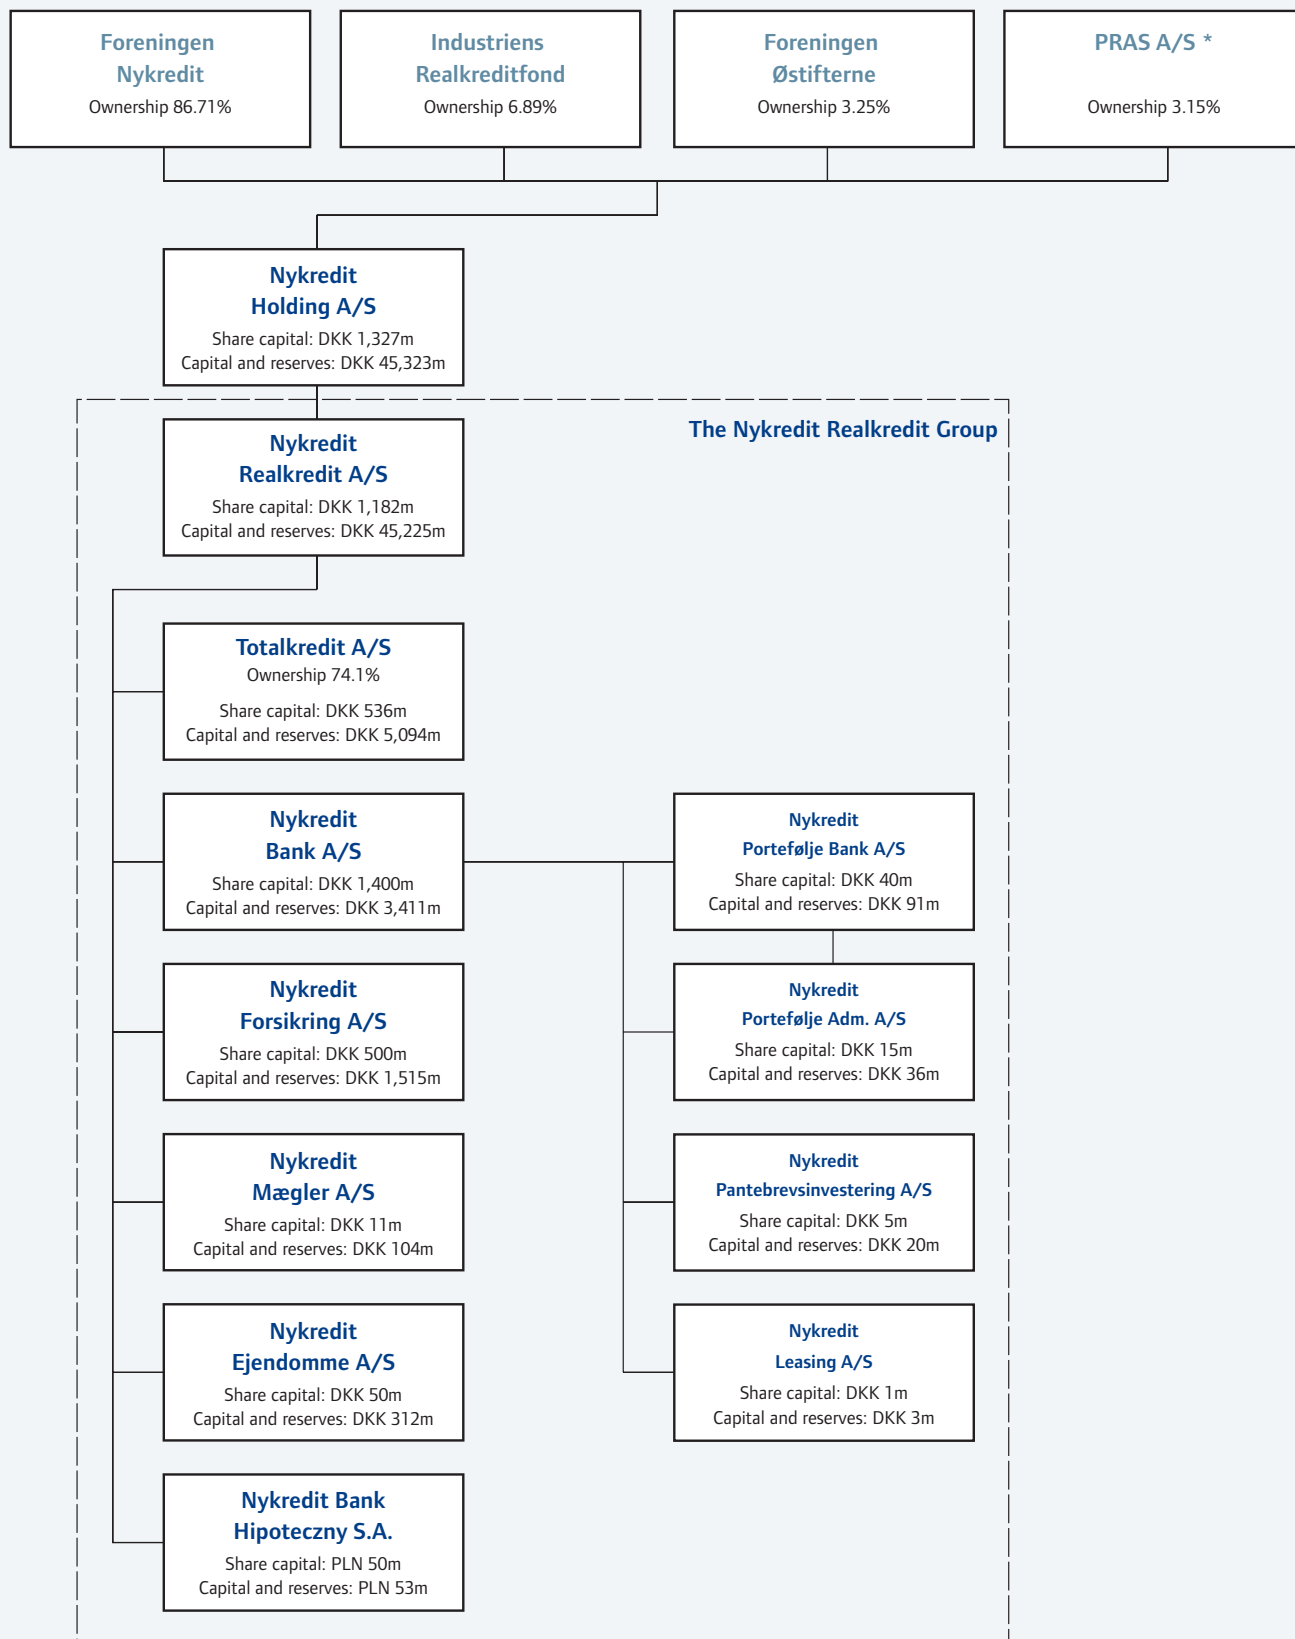 Foreningen
Nykredit
Ownership 86.71%
Industriens
Realkreditfond
Ownership 6.89%
Foreningen
Østifterne
Ownership 3.25%
PRAS A/S *
Ownership 3.15%
Nykredit
Holding A/S
Share capital: DKK 1,327m
Capital and reserves: DKK 45,323m
The Nykredit Realkredit Group
Nykredit
Realkredit A/S
Share capital: DKK 1,182m
Capital and reserves: DKK 45,225m
Totalkredit A/S
Ownership 74.1%
Share capital: DKK 536m
Capital and reserves: DKK 5,094m
Nykredit
Bank A/S
Share capital: DKK 1,400m
Capital and reserves: DKK 3,411m
Nykredit
Portefølje Bank A/S
Share capital: DKK 40m
Capital and reserves: DKK 91m
Nykredit
Forsikring A/S
Share capital: DKK 500m
Capital and reserves: DKK 1,515m
Nykredit
Portefølje Adm. A/S
Share capital: DKK 15m
Capital and reserves: DKK 36m
Nykredit
Mægler A/S
Share capital: DKK 11m
Capital and reserves: DKK 104m
Nykredit
Pantebrevsinvestering A/S
Share capital: DKK 5m
Capital and reserves: DKK 20m
Nykredit
Ejendomme A/S
Share capital: DKK 50m
Capital and reserves: DKK 312m
Nykredit
Leasing A/S
Share capital: DKK 1m
Capital and reserves: DKK 3m
Nykredit Bank
Hipoteczny S.A.
Share capital: PLN 50m
Capital and reserves: PLN 53m